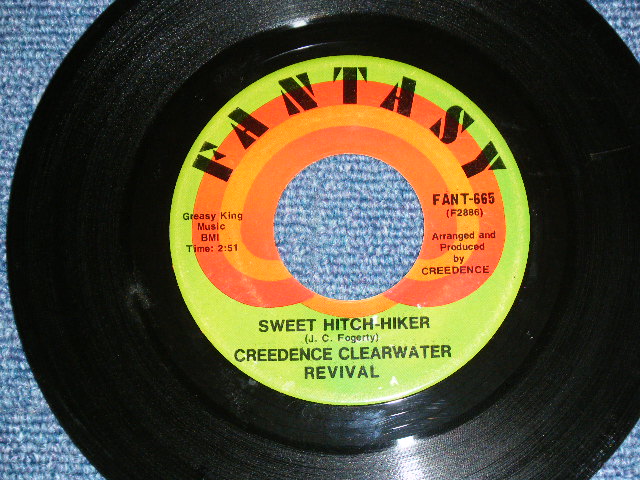 FANTASY
Greasy King
Music
BMI
Time: 2:51
FANT-665
(F2886)
Arranged and
Produced
by
CREEDENCE
SWEET HITCH-HIKER
(J. C. Fogerty)
CREEDENCE CLEARWATER
REVIVAL